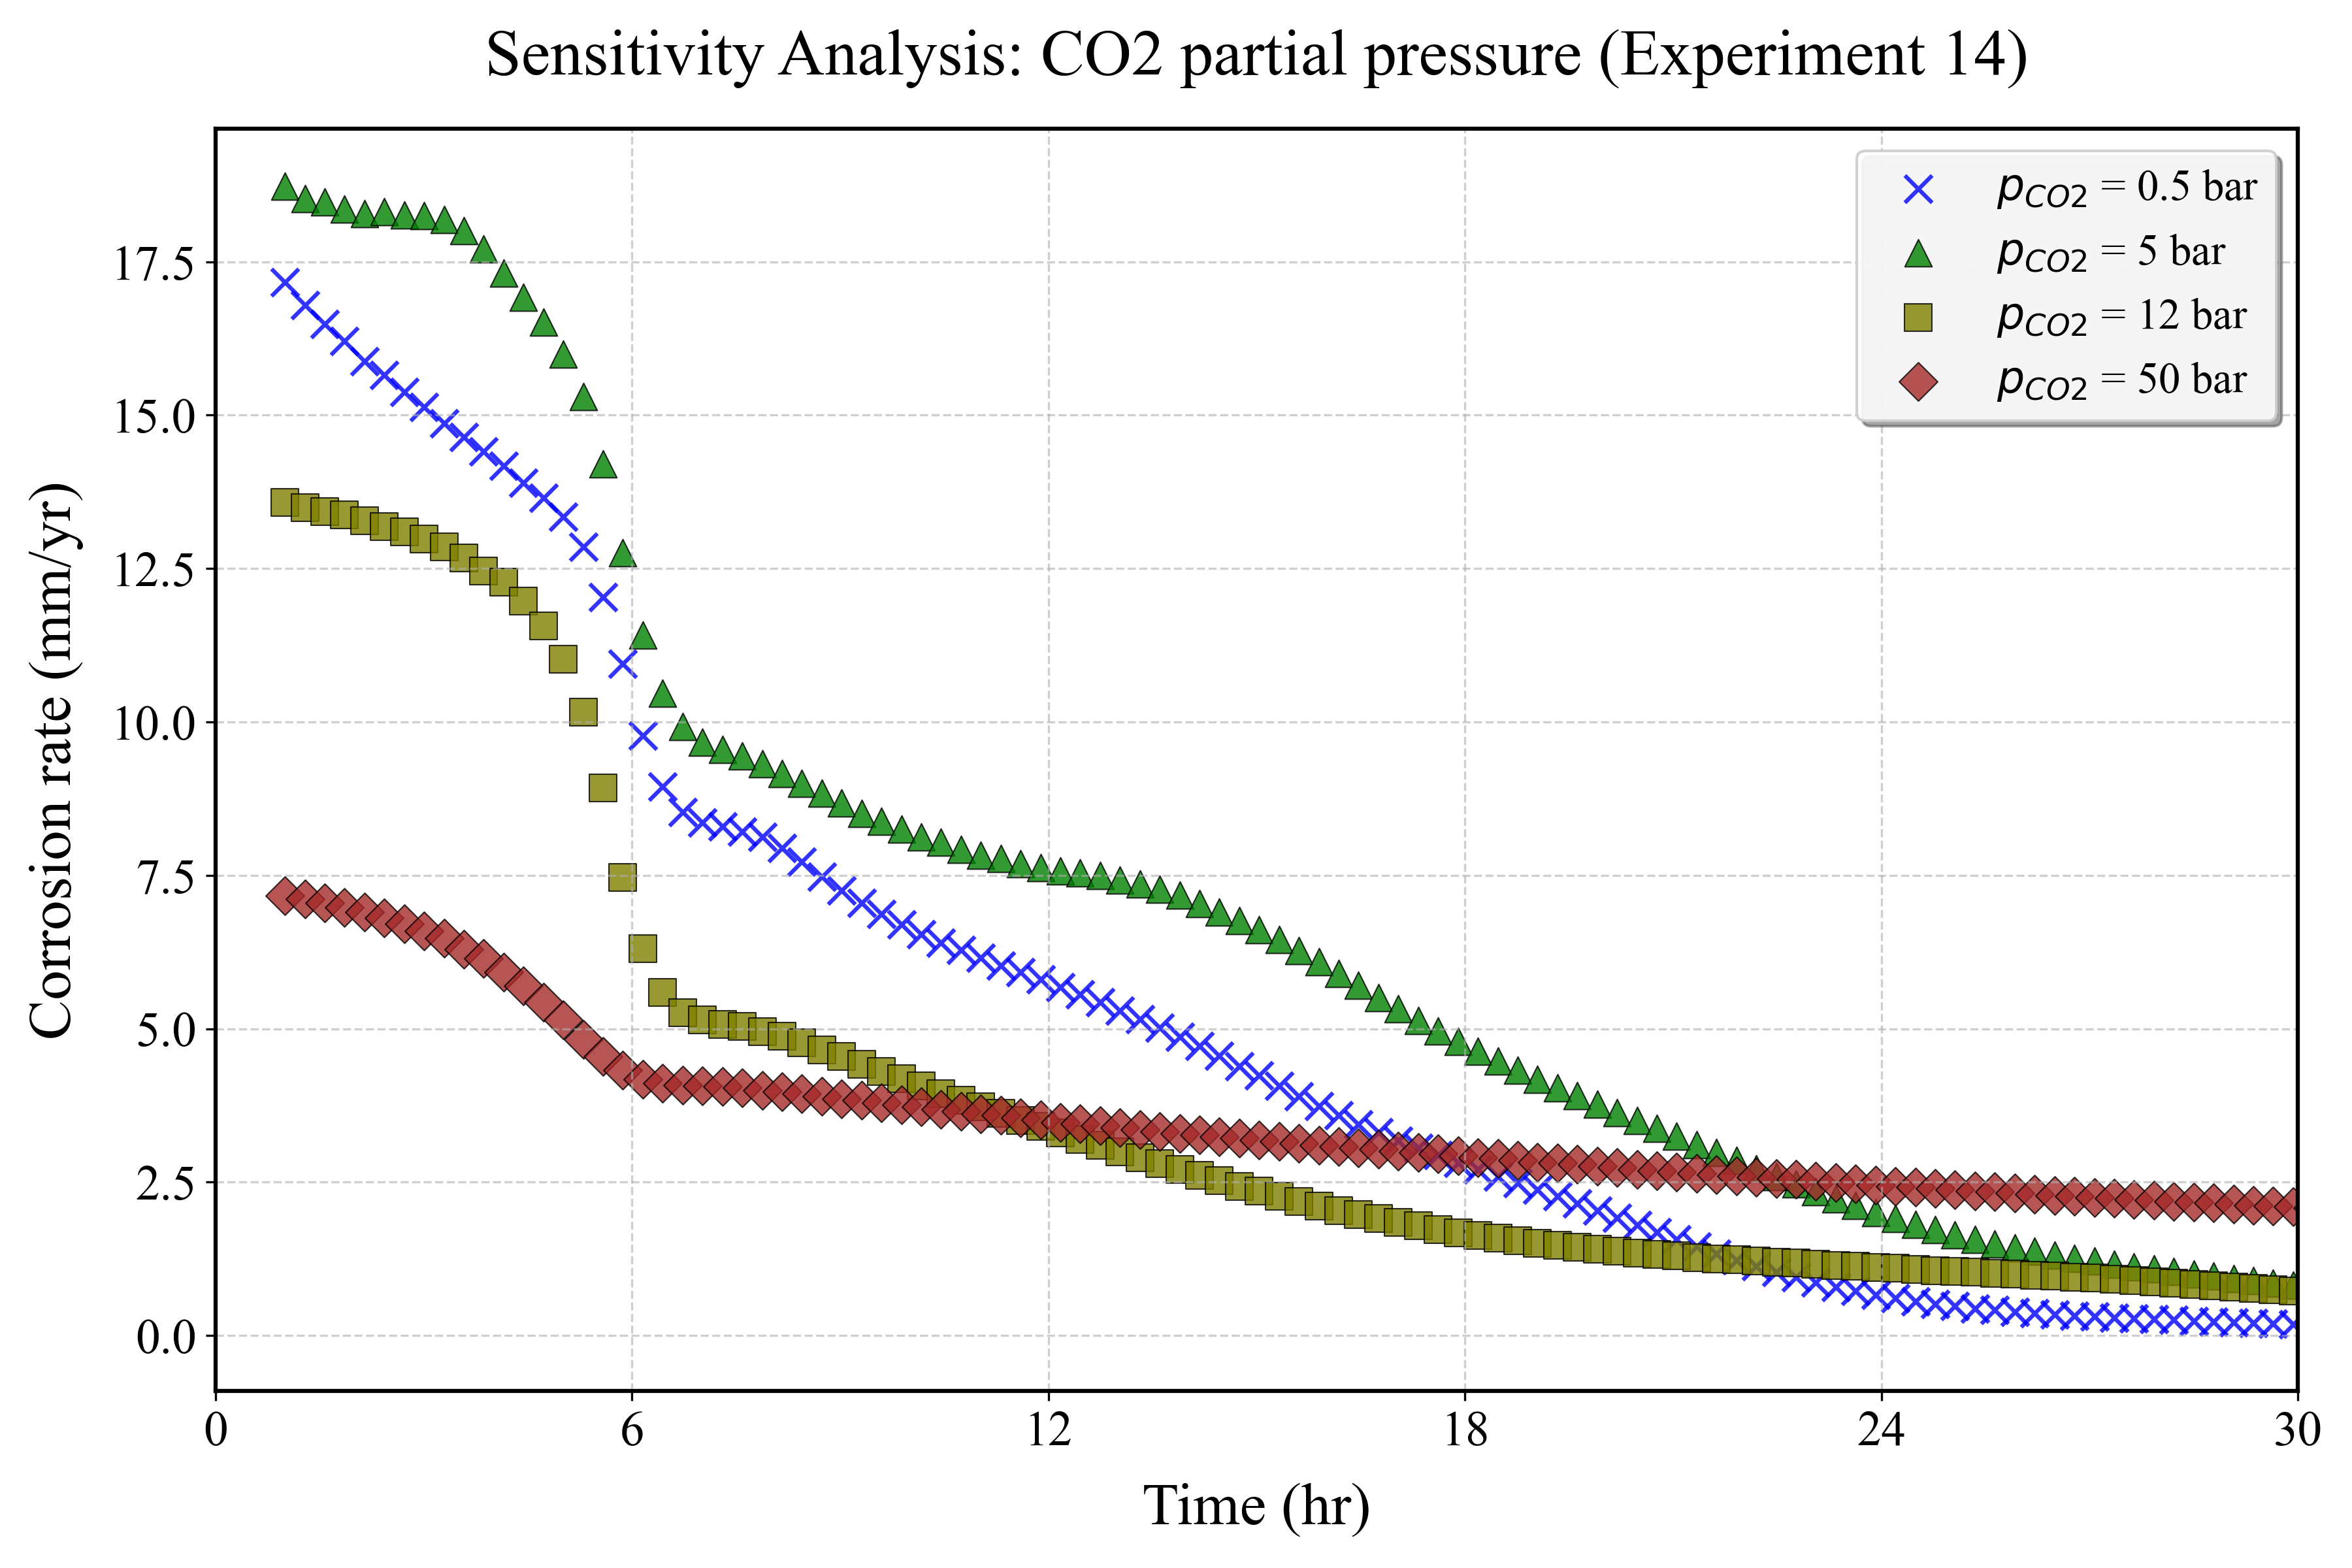 Sensitivity Analysis: CO2 partial pressure (Experiment 14)
Corrosion rate (mm/yr)
17.5
15.0
12.5
10.0
7.5
5.0
2.5
0.0
pCO2 = 0.5 bar
pCO2 = 5 bar
pCO2 = 12 bar
pCO2 = 50 bar
0 6 12 18 24 30
Time (hr)